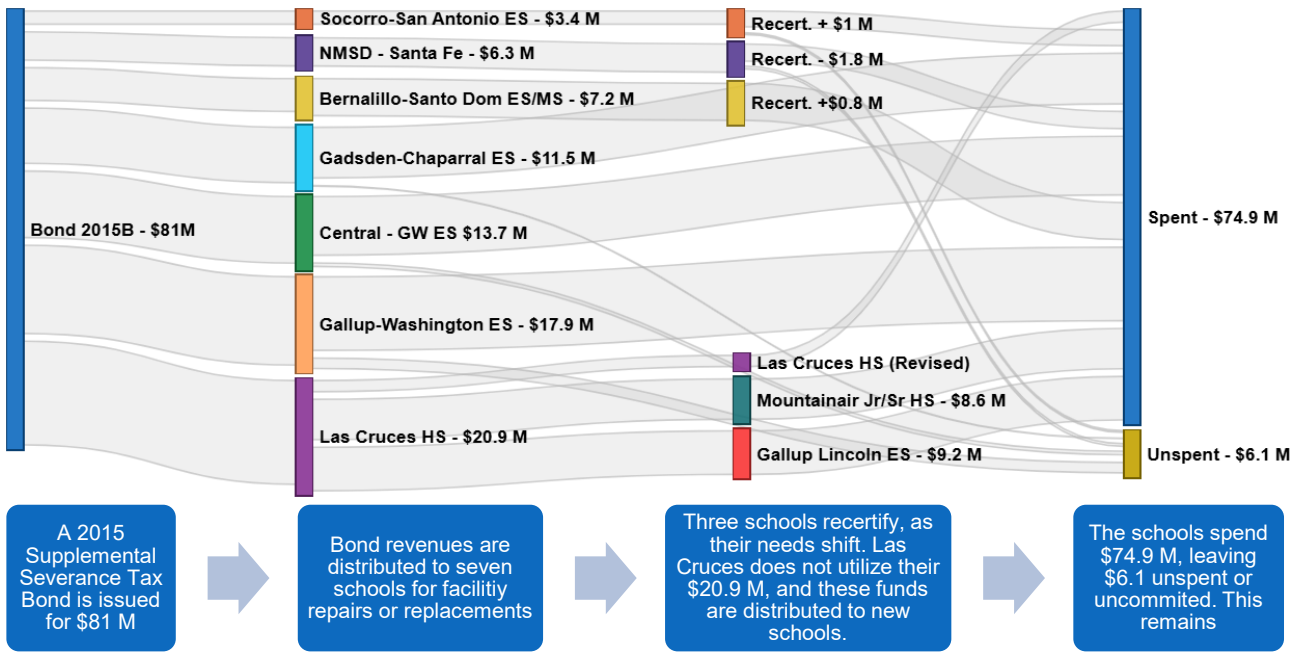 Bond 2015B - $81M
Socorro-San Antonio ES - $3.4 M
NMSD - Santa Fe - $6.3 M
Bernalillo-Santo Dom ES/MS - $7.2 M
Gadsden-Chaparral ES - $11.5 M
Central - GW ES $13.7 M
Gallup-Washington ES - $17.9 M
Las Cruces HS - $20.9 M
Recert. + $1 M
Recert. - $1.8 M
Recert. +$0.8 M
Las Cruces HS (Revised)
Mountainair Jr/Sr HS - $8.6 M
Gallup Lincoln ES - $9.2 M
Spent - $74.9 M
Unspent - $6.1 M
A 2015
Supplemental
Severance Tax
Bond is issued
for $81 M
Bond revenues are
distributed to seven
schools for facilitiy
repairs or replacements
Three schools recertify, as
their needs shift. Las
Cruces does not utilize their
$20.9 M, and these funds
are distributed to new
schools.
The schools spend
$74.9 M, leaving
$6.1 unspent or
uncommited. This
remains